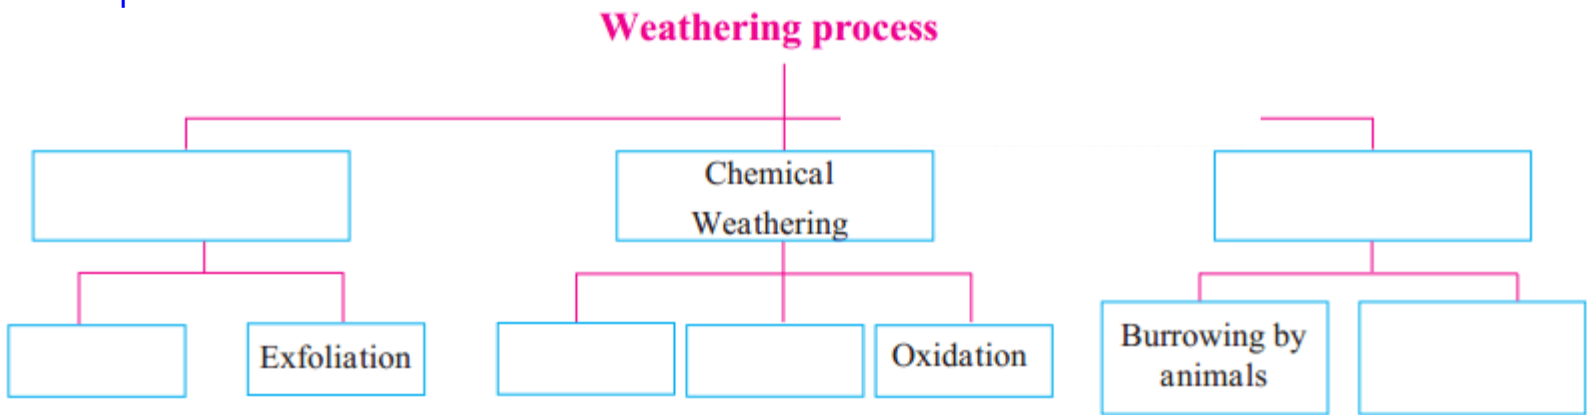 Weathering process
Chemical
Weathering
Exfoliation
Oxidation
Burrowing by
animals